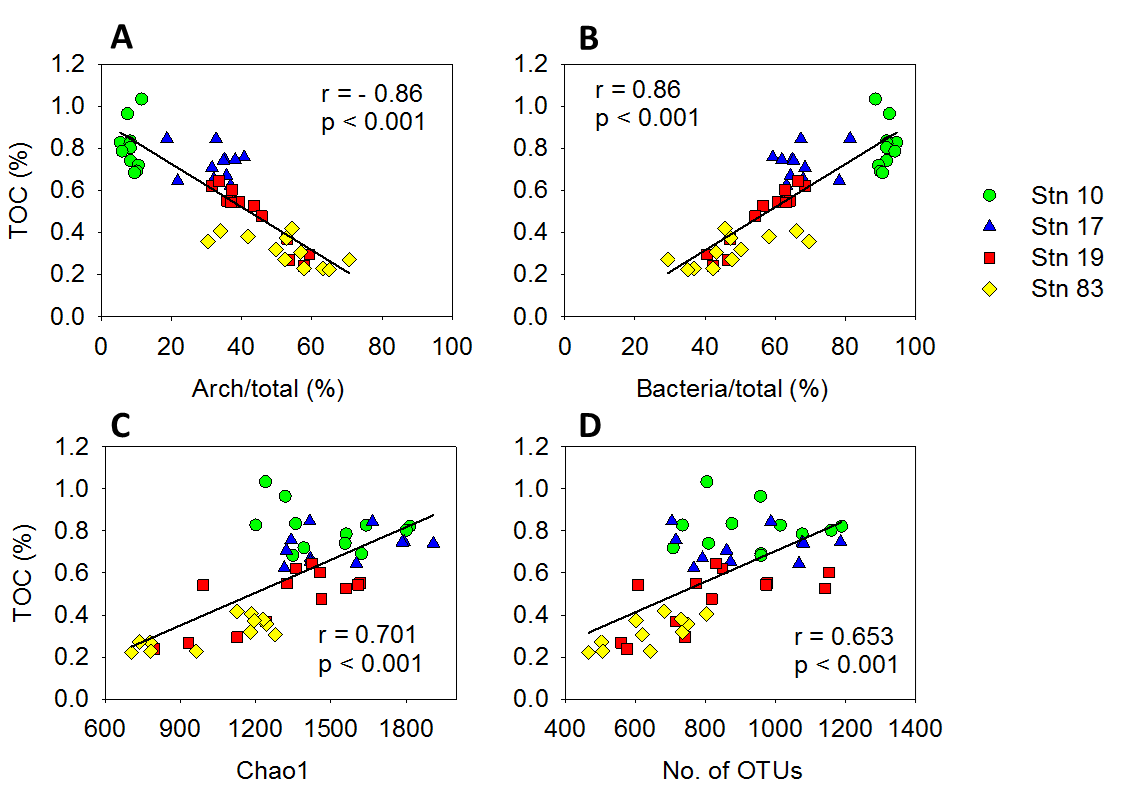 A
B
1.2
1.0
0.8
0.6
0.4
0.2
0.0
TOC (%)
r = - 0.86
p < 0.001
0 20 40 60 80 100
Arch/total (%)
1.2
1.0
0.8
0.6
0.4
0.2
0.0
r = 0.86
p < 0.001
0 20 40 60 80 100
Bacteria/total (%)
Stn 10
Stn 17
Stn 19
Stn 83
C
D
1.2
1.0
0.8
0.6
0.4
0.2
0.0
TOC (%)
r = 0.701
p < 0.001
600 900 1200 1500 1800
Chao1
1.2
1.0
0.8
0.6
0.4
0.2
0.0
r = 0.653
p < 0.001
400 600 800 1000 1200 1400
No. of OTUs